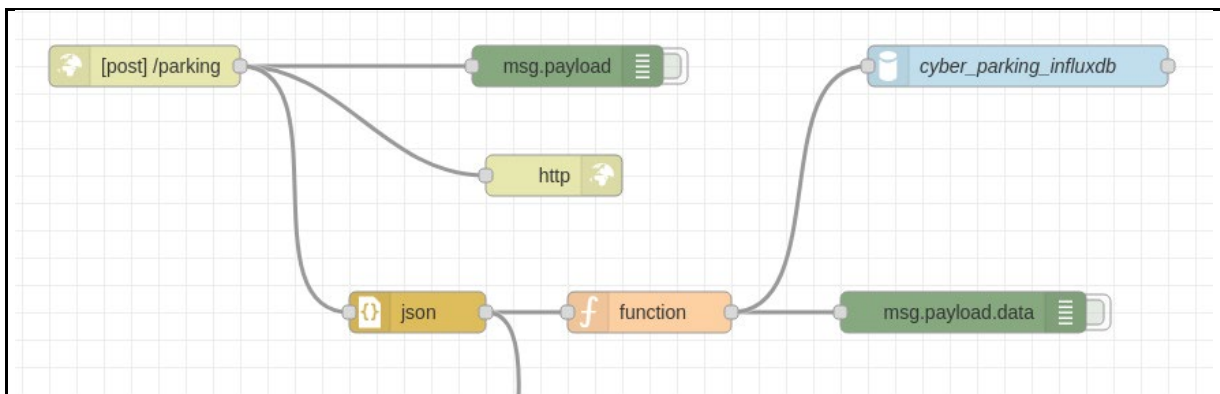 [post] /parking
msg.payload
cyber_parking_influxdb
http
json
function
msg.payload.data